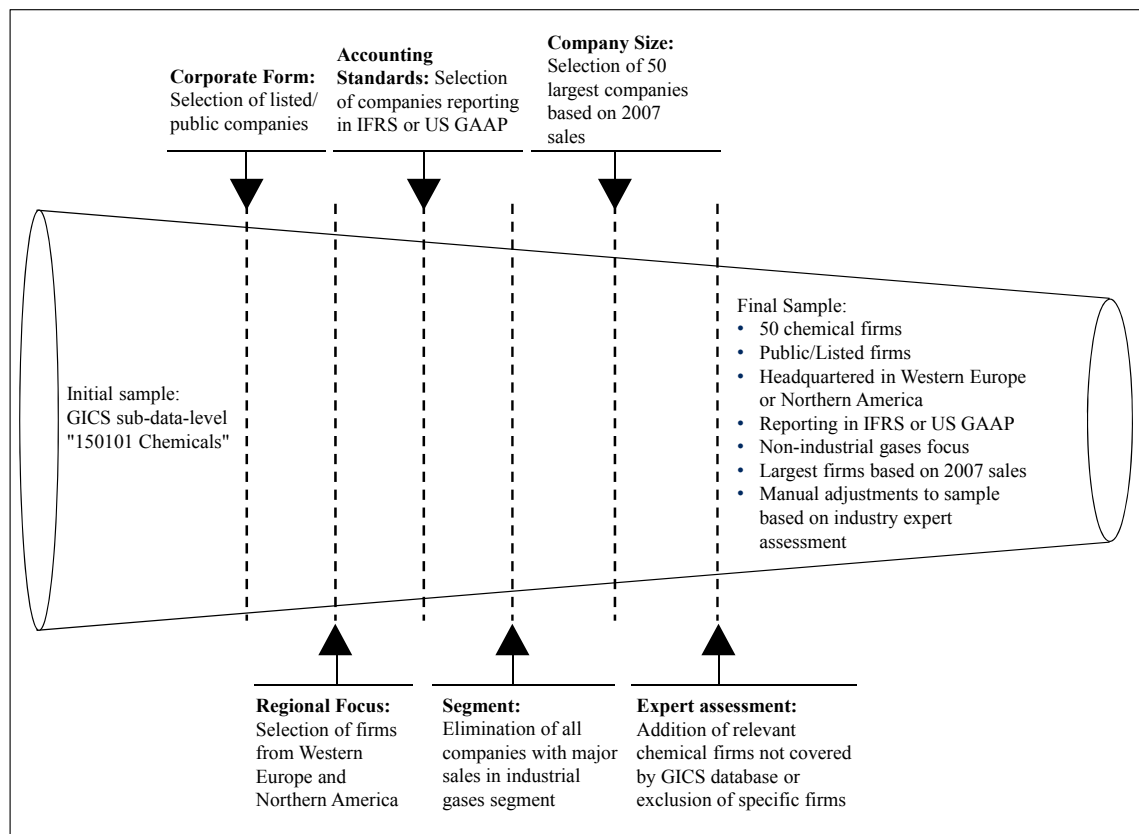 Corporate Form:
Selection of listed/
public companies
Accounting
Standards: Selection
of companies reporting
in IFRS or US GAAP
Company Size:
Selection of 50
largest companies
based on 2007
sales
Initial sample:
GICS sub-data-level
"150101 Chemicals"
Final Sample:
• 50 chemical firms
• Public/Listed firms
• Headquartered in Western Europe
or Northern America
• Reporting in IFRS or US GAAP
• Non-industrial gases focus
• Largest firms based on 2007 sales
• Manual adjustments to sample
based on industry expert
assessment
Regional Focus:
Selection of firms
from Western
Europe and
Northern America
Segment:
Elimination of all
companies with major
sales in industrial
gases segment
Expert assessment:
Addition of relevant
chemical firms not covered
by GICS database or
exclusion of specific firms